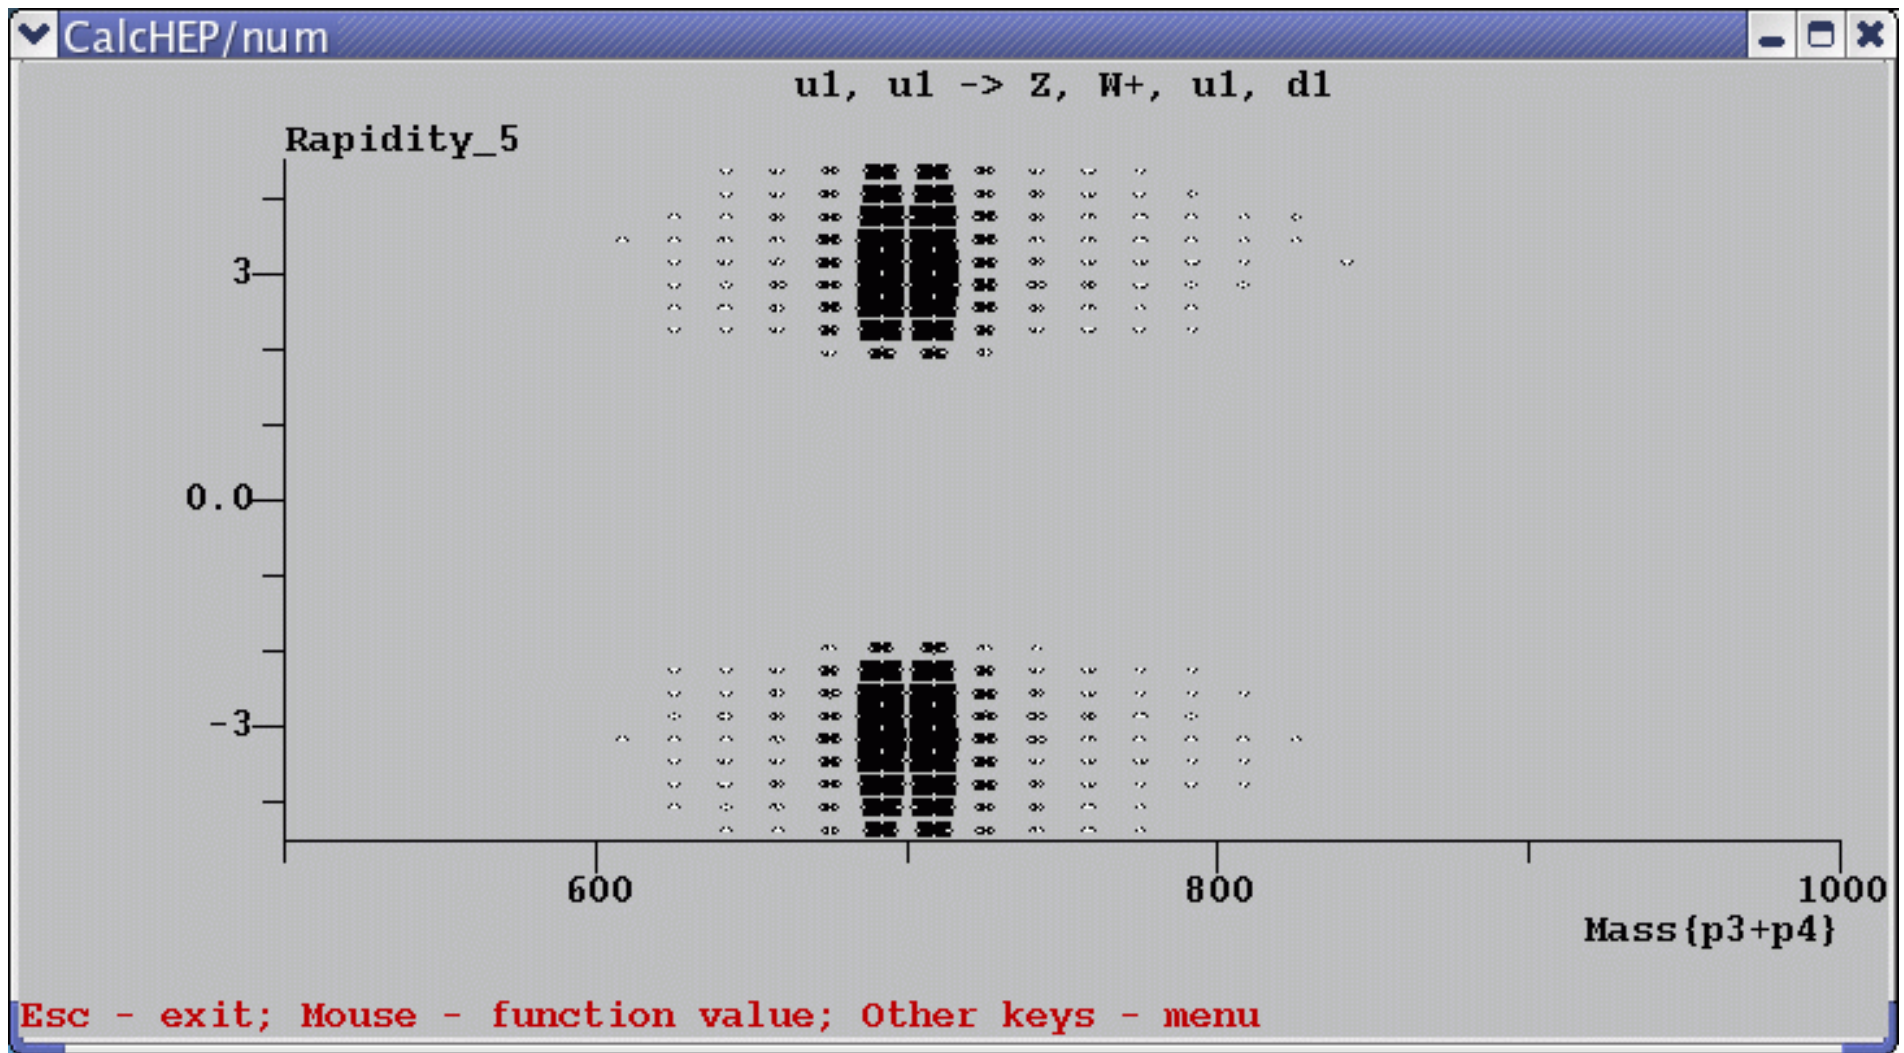 CalcHEP/num
u1, u1 -> Z, W+, u1, d1
Rapidity_5
3
0.0
-3
600 800 1000
Mass{p3+p4}
Esc - exit; Mouse - function value; Other keys - menu